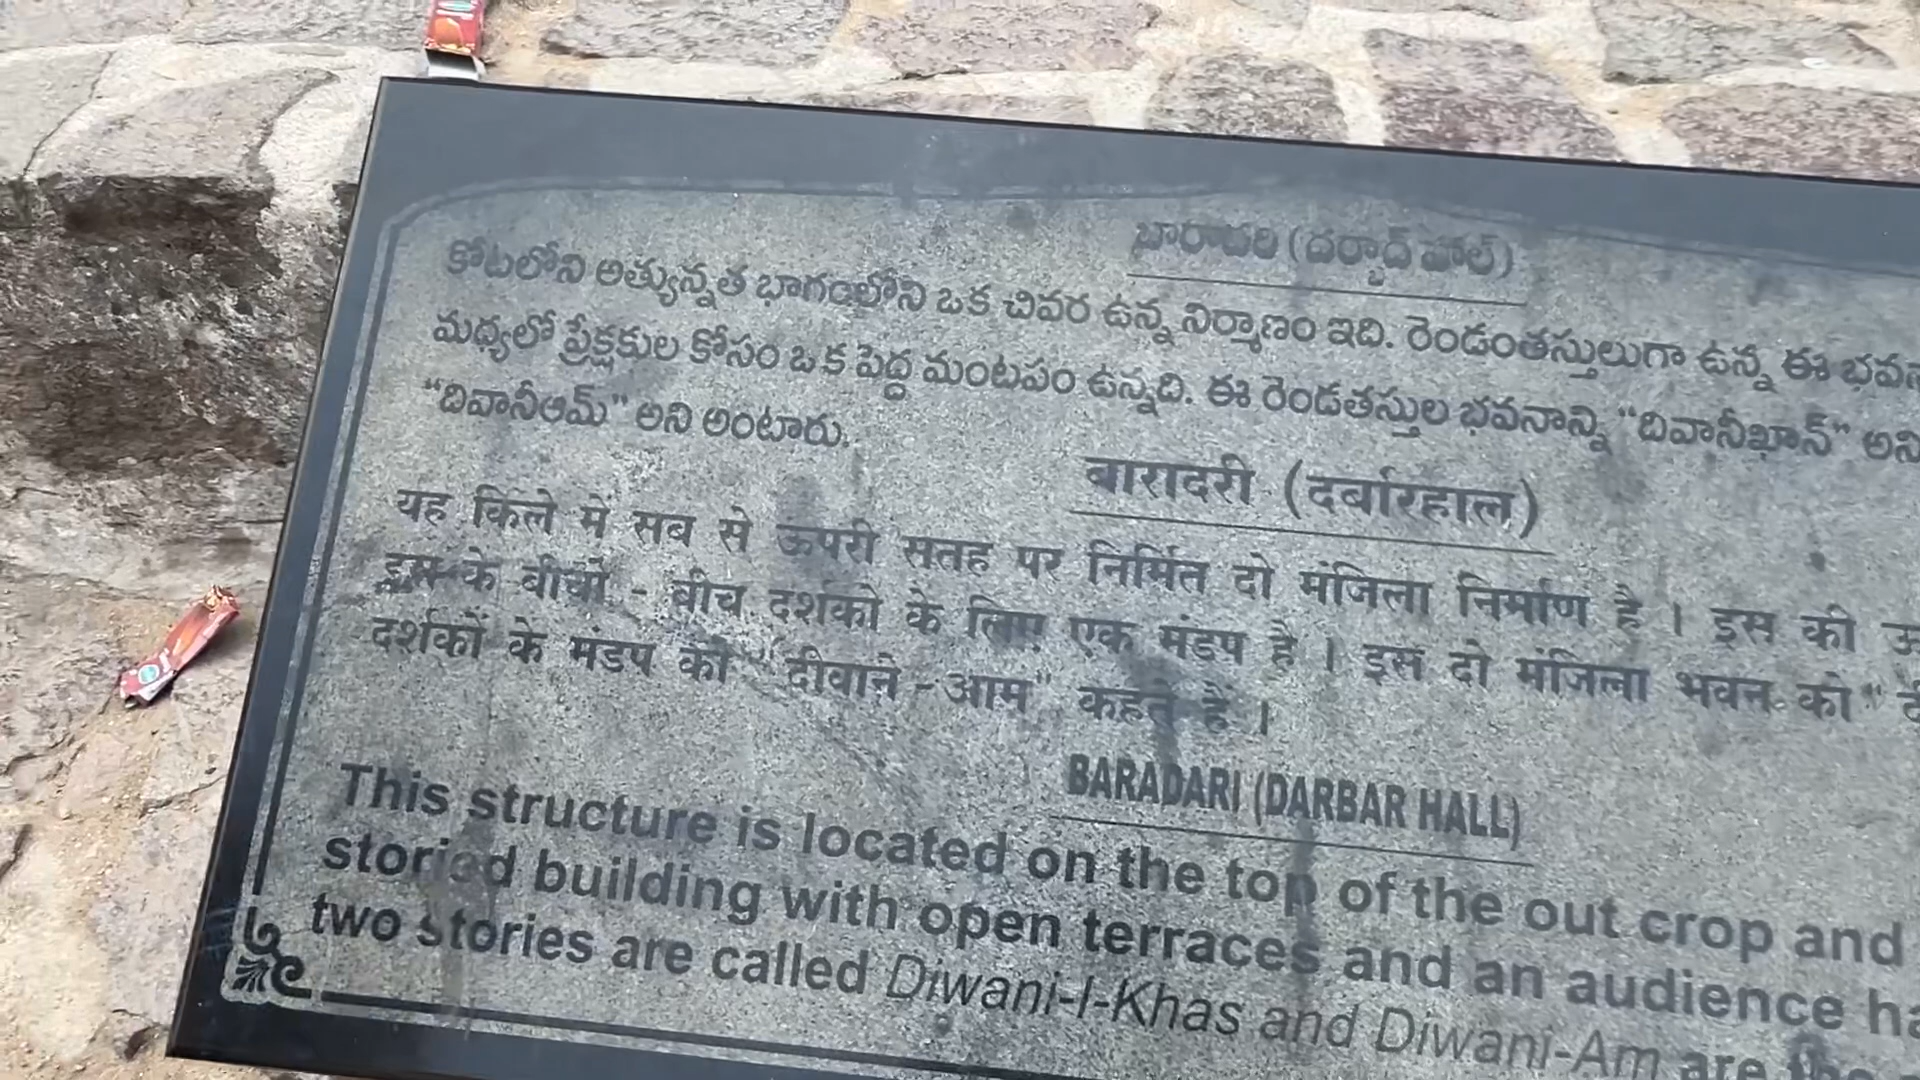 బారాదరి (దర్బార్ హాల్)
కోటలోని అత్యున్నత భాగంలోని ఒక చివర ఉన్న నిర్మాణం ఇది. రెండంతస్తులుగా ఉన్న ఈ
మధ్యలో ప్రేక్షకుల కోసం ఒక పెద్ద మంటపం ఉన్నది. ఈ రెండతస్తుల భవనాన్ని “దివానీఖాస్” అని
“దివానీఆమ్” అని అంటారు.
बारादरी (दर्बारहाल)
यह किले में सब से ऊपरी सतह पर निर्मित दो मंजिला निर्माण है । इस की
इस के बीचो - बीच दर्शको के लिए एक मंडप है । इस दो मंजिला भवन को "
दर्शकों के मंडप को "दीवाने - आम" कहते हैं ।
BARADARI (DARBAR HALL)
This structure is located on the top of the out crop and
storied building with open terraces and an audience
two stories are called Diwani-I-Khas and Diwani-Am are the